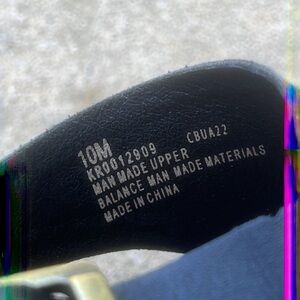 10M
KR0012909 CBUA22
MAN MADE UPPER
BALANCE MAN MADE MATERIALS
MADE IN CHINA